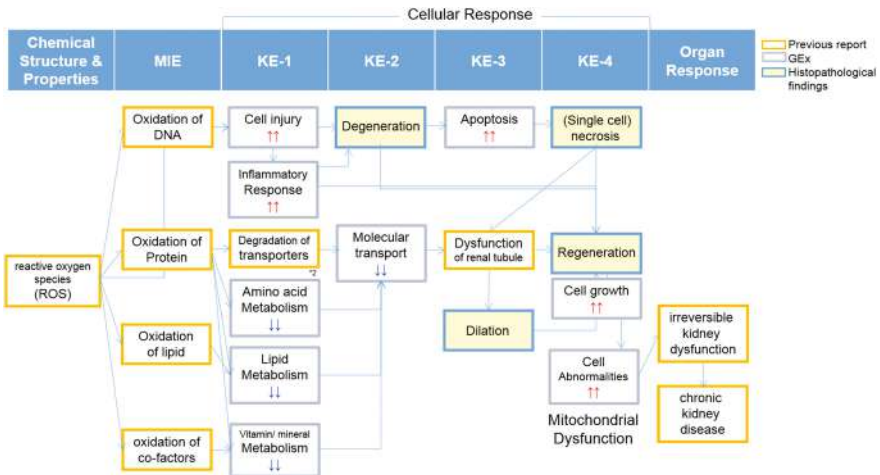 Cellular Response
Chemical
Structure &
Properties
MIE
KE-1
KE-2
KE-3
KE-4
Organ
Response
Previous report
GEx
Histopathological
findings
Oxidation of
DNA
Cell injury
↑↑
Degeneration
Apoptosis
↑↑
(Single cell)
necrosis
Inflammatory
Response
↑↑
reactive oxygen
species
(ROS)
Oxidation of
Protein
Degradation of
transporters
*2
Molecular
transport
↓↓
Dysfunction
of renal tubule
Regeneration
Amino acid
Metabolism
↓↓
Cell growth
↑↑
Dilation
Oxidation
of lipid
Lipid
Metabolism
↓↓
Cell
Abnormalities
↑↑
irreversible
kidney
dysfunction
Mitochondrial
Dysfunction
chronic
kidney
disease
oxidation of
co-factors
Vitamin/ mineral
Metabolism
↓↓